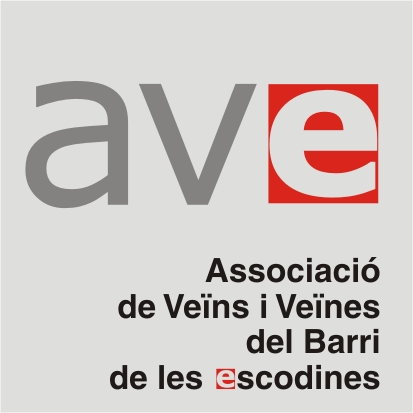 ave
Associació
de Veïns i Veïnes
del Barri
de les escodines